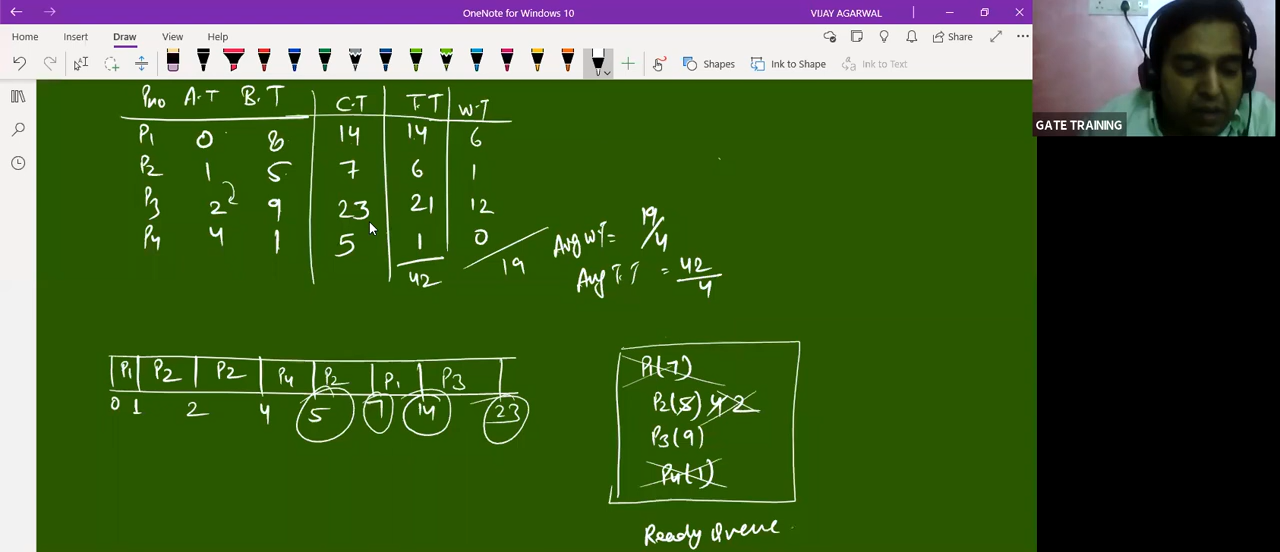 OneNote for Windows 10
VIJAY AGARWAL
Home Insert Draw View Help
Share
Shapes Ink to Shape Ink to Text
GATE TRAINING
Pno A.T B.T C.T T.T W.T
P1 0 8 14 14 6
P2 1 5 7 6 1
P3 2 9 23 21 12
P4 4 1 5 1 0
42 19
Avg WT = 19/4
Avg T.T = 42/4
P1 P2 P2 P4 P2 P1 P3
0 1 2 4 5 7 14 23
P1(7)
P2(5) 4 2
P3(9)
P4(1)
Ready Queue